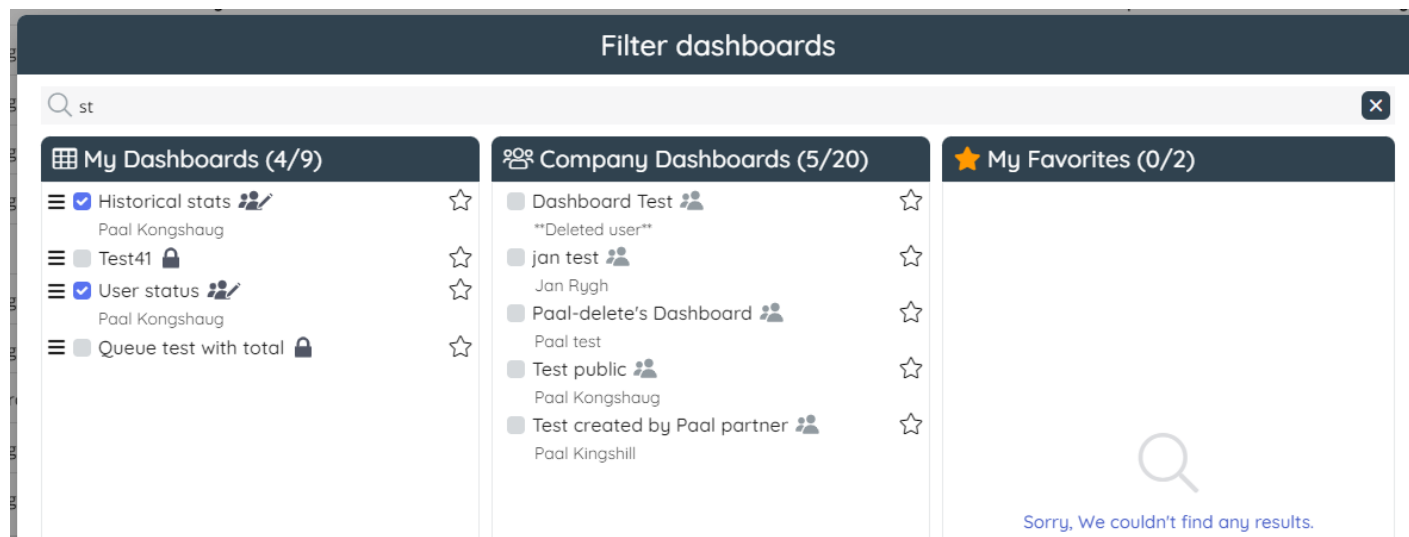 Filter dashboards
st
My Dashboards (4/9)
Historical stats
Paal Kongshaug
Test41
User status
Paal Kongshaug
Queue test with total
Company Dashboards (5/20)
Dashboard Test
**Deleted user**
jan test
Jan Rygh
Paal-delete's Dashboard
Paal test
Test public
Paal Kongshaug
Test created by Paal partner
Paal Kingshill
My Favorites (0/2)
Sorry, We couldn't find any results.